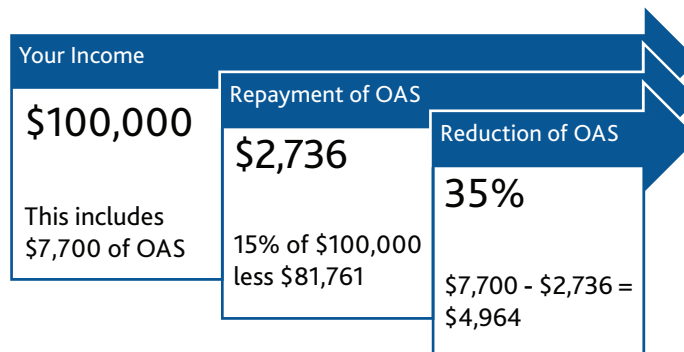 Your Income
$100,000
This includes
$7,700 of OAS
Repayment of OAS
$2,736
15% of $100,000
less $81,761
Reduction of OAS
35%
$7,700 - $2,736 =
$4,964